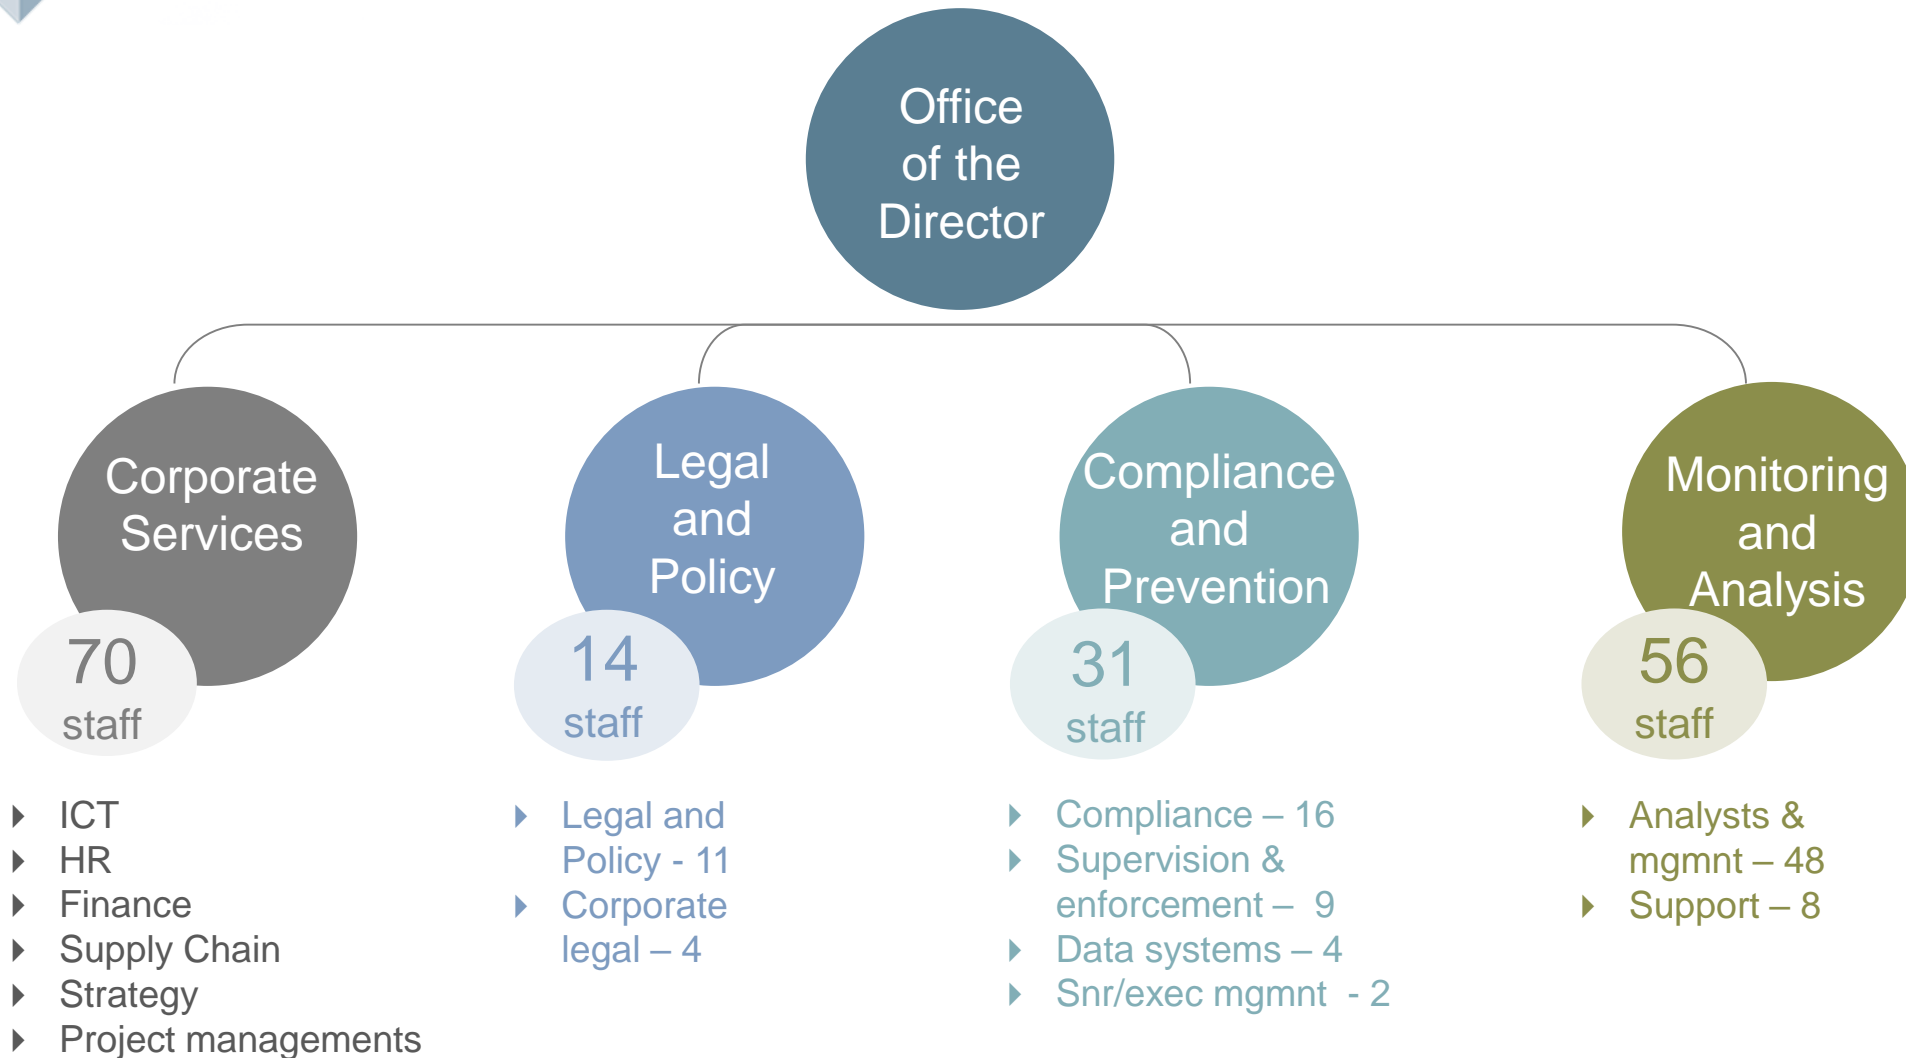 Office
of the
Director
Corporate
Services
70
staff
ICT
HR
Finance
Supply Chain
Strategy
Project managements
Legal
and
Policy
14
staff
Legal and
Policy - 11
Corporate
legal – 4
Compliance
and
Prevention
31
staff
Compliance – 16
Supervision &
enforcement –  9
Data systems – 4
Snr/exec mgmnt  - 2
Monitoring
and
Analysis
56
staff
Analysts &
mgmnt – 48
Support – 8